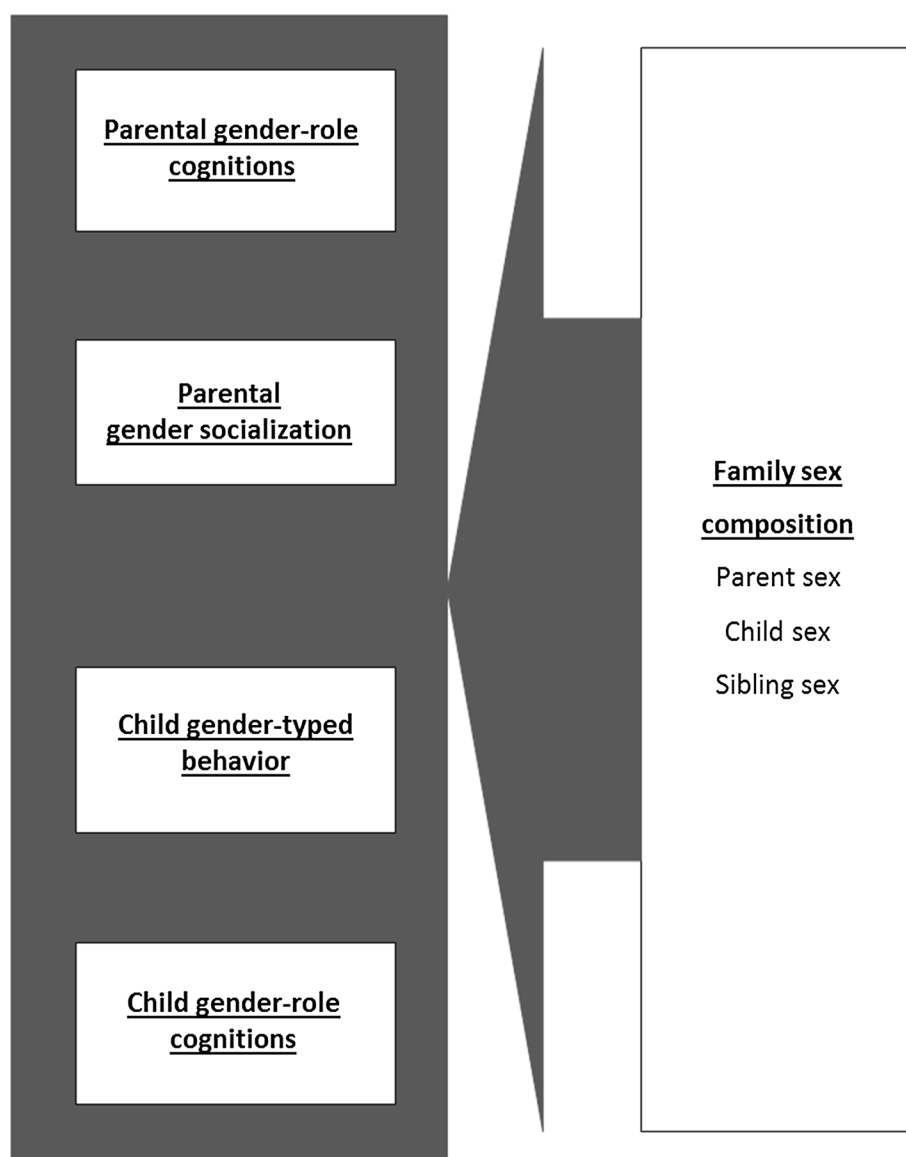 Parental gender-role
cognitions
Parental
gender socialization
Child gender-typed
behavior
Child gender-role
cognitions
Family sex
composition
Parent sex
Child sex
Sibling sex